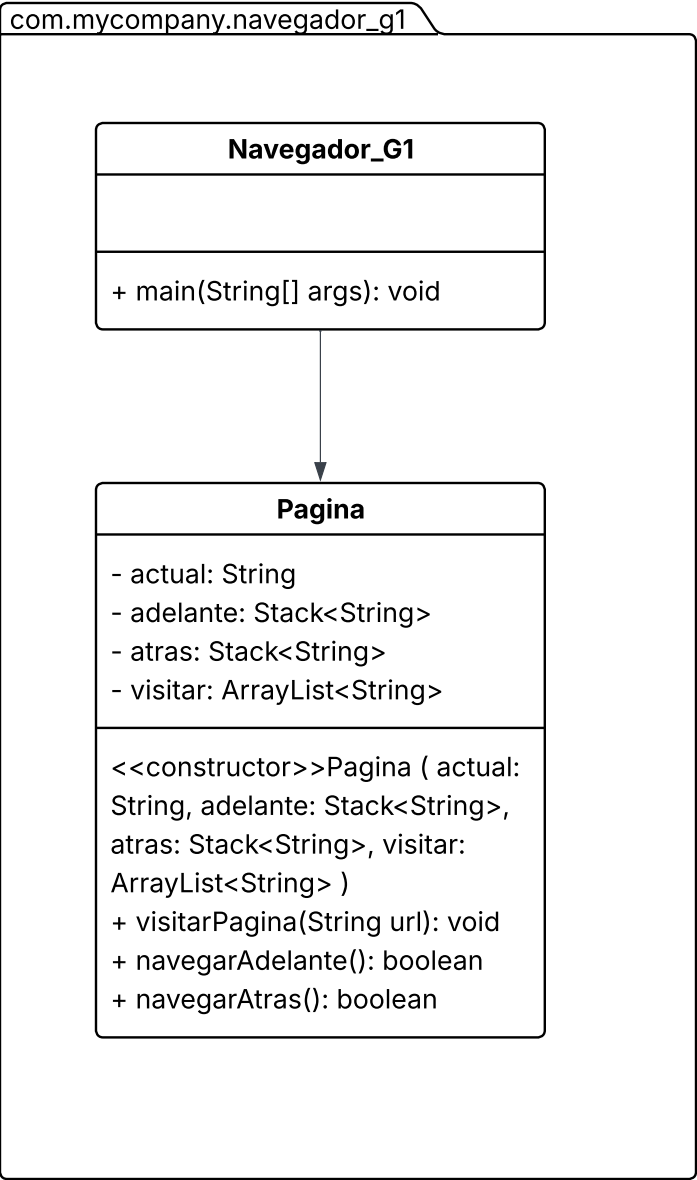 com.mycompany.navegador_g1
Navegador_G1
+ main(String[] args): void
Pagina
- actual: String
- adelante: Stack<String>
- atras: Stack<String>
- visitar: ArrayList<String>
<<constructor>>Pagina ( actual:
String, adelante: Stack<String>,
atras: Stack<String>, visitar:
ArrayList<String> )
+ visitarPagina(String url): void
+ navegarAdelante(): boolean
+ navegarAtras(): boolean